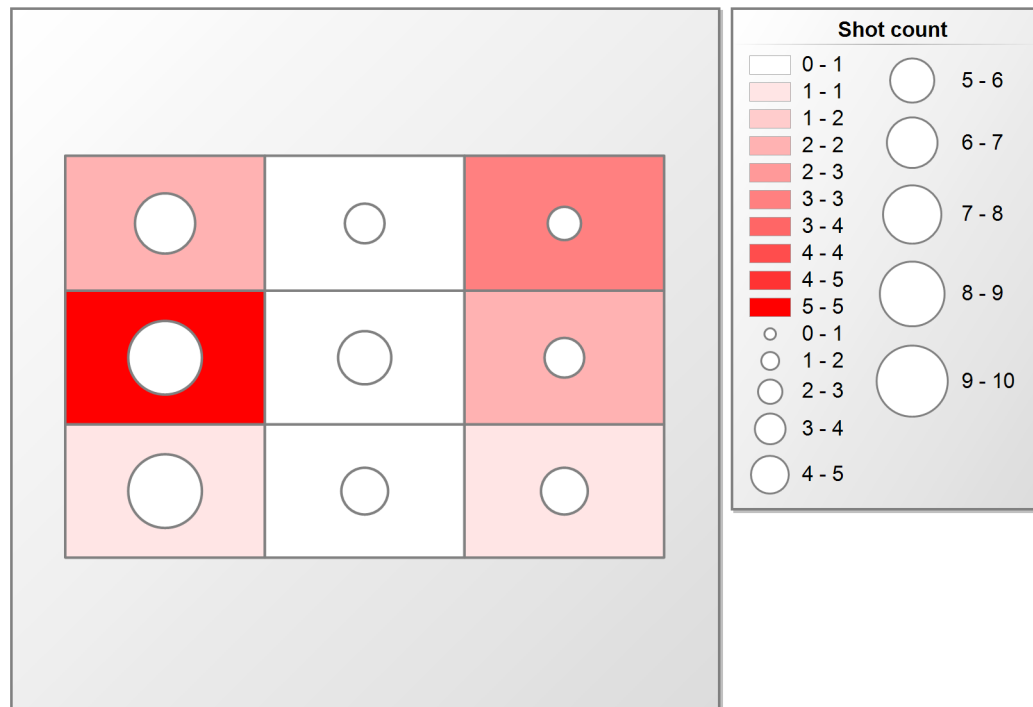 Shot count
0 - 1
1 - 1
1 - 2
2 - 2
2 - 3
3 - 3
3 - 4
4 - 4
4 - 5
5 - 5
0 - 1
1 - 2
2 - 3
3 - 4
4 - 5
5 - 6
6 - 7
7 - 8
8 - 9
9 - 10